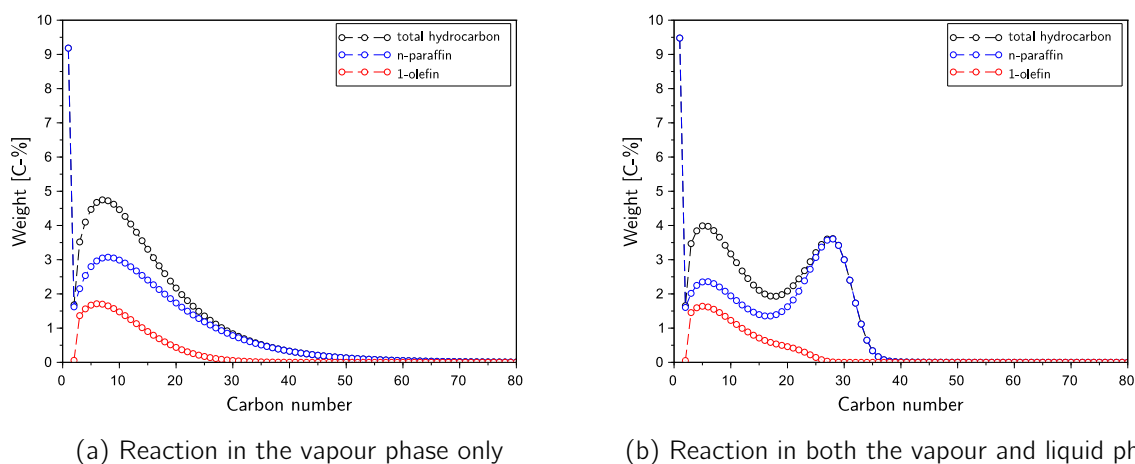 10
9
8
7
6
5
4
3
2
1
0
Weight [C-%]
total hydrocarbon
n-paraffin
1-olefin
0 10 20 30 40 50 60 70 80
Carbon number
(a) Reaction in the vapour phase only
10
9
8
7
6
5
4
3
2
1
0
Weight [C-%]
total hydrocarbon
n-paraffin
1-olefin
0 10 20 30 40 50 60 70 80
Carbon number
(b) Reaction in both the vapour and liquid ph